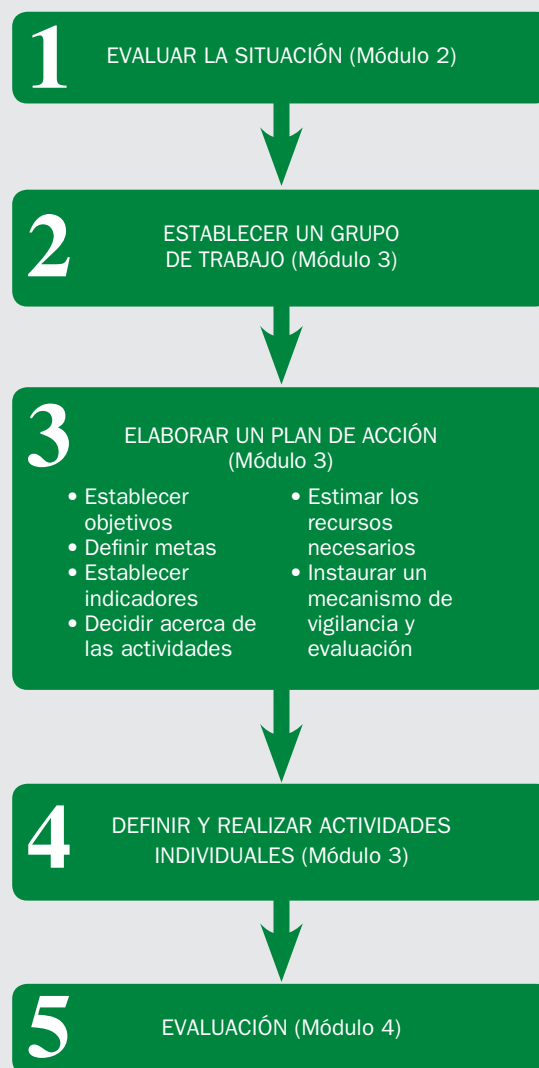 1
EVALUAR LA SITUACIÓN (Módulo 2)
2
ESTABLECER UN GRUPO
DE TRABAJO (Módulo 3)
3
ELABORAR UN PLAN DE ACCIÓN
(Módulo 3)
• Establecer
objetivos
• Definir metas
• Establecer
indicadores
• Decidir acerca de
las actividades
• Estimar los
recursos
necesarios
• Instaurar un
mecanismo de
vigilancia y
evaluación
4
DEFINIR Y REALIZAR ACTIVIDADES
INDIVIDUALES (Módulo 3)
5
EVALUACIÓN (Módulo 4)